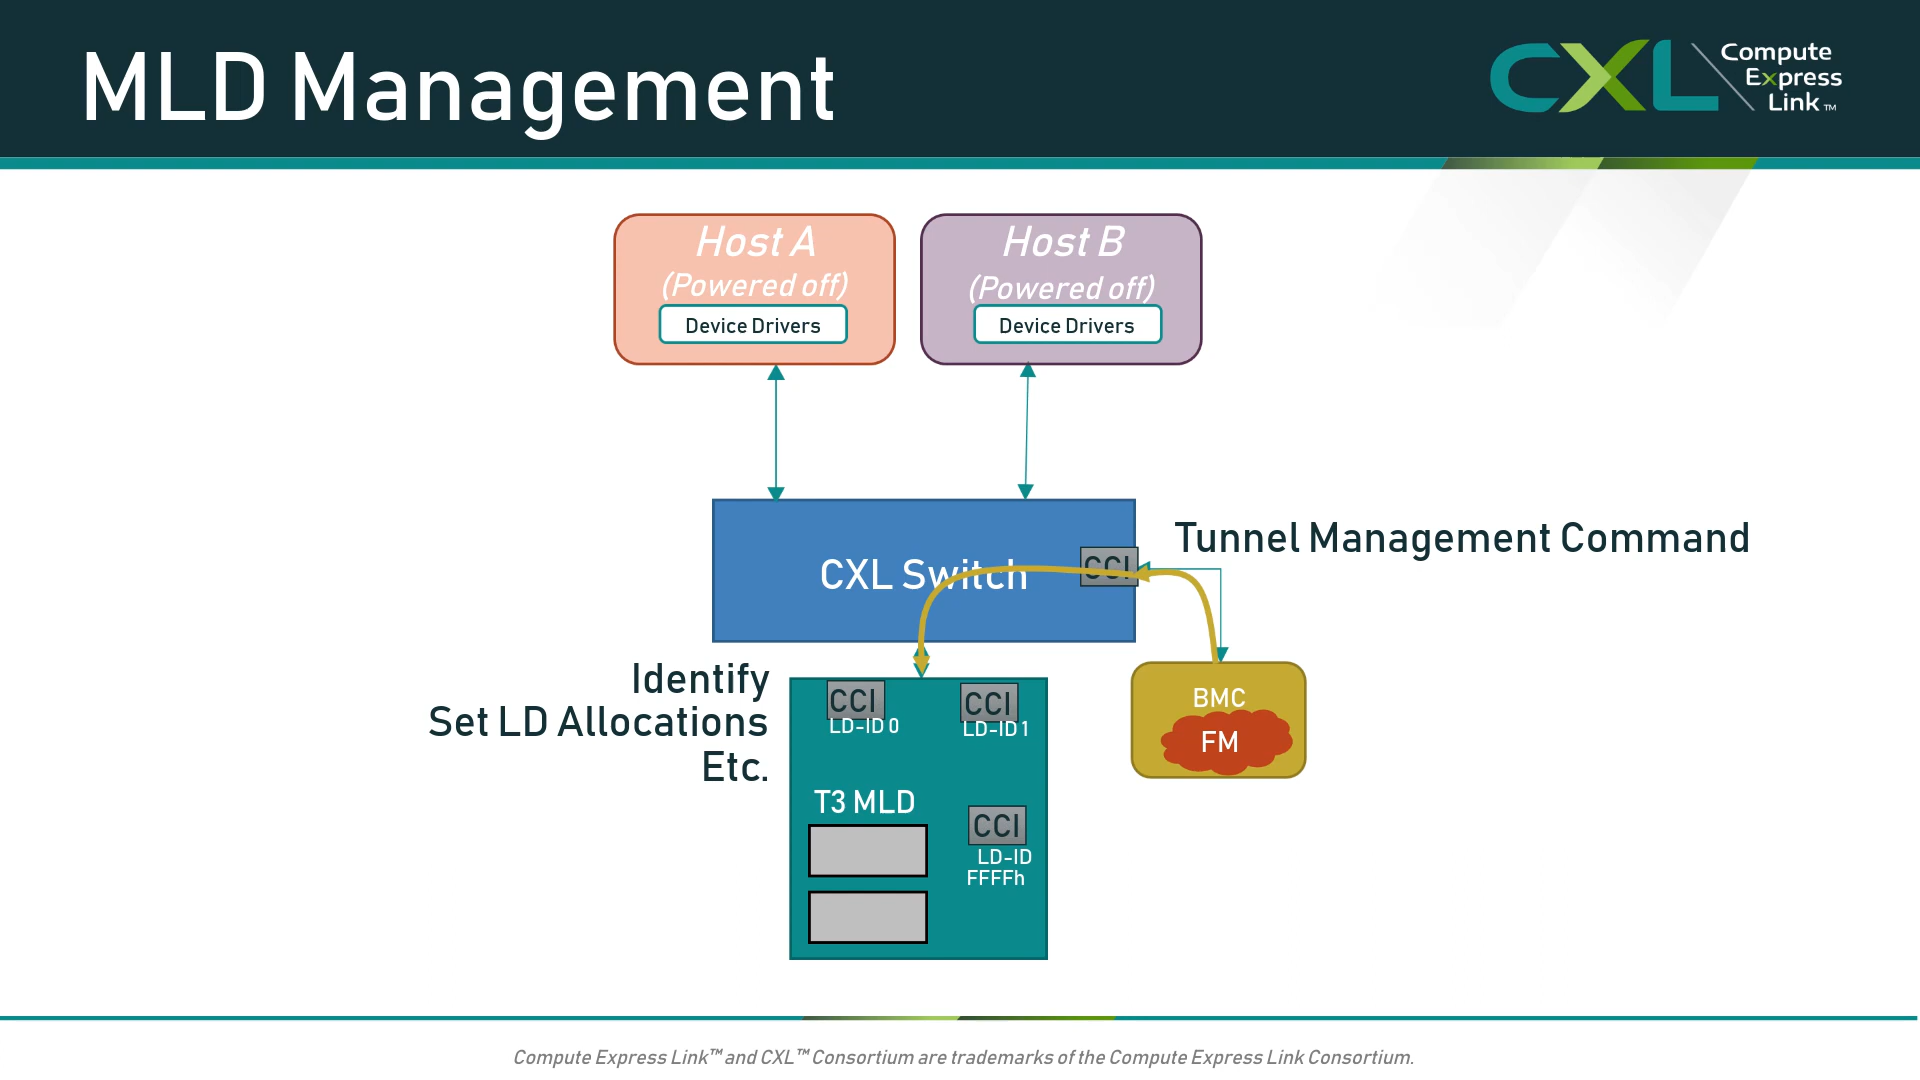 MLD Management
CXL
Compute
Express
Link™
Host A
(Powered off)
Device Drivers
Host B
(Powered off)
Device Drivers
CXL Switch
CCI
Tunnel Management Command
Identify
Set LD Allocations
Etc.
CCI
LD-ID 0
CCI
LD-ID 1
T3 MLD
CCI
LD-ID
FFFFh
BMC
FM
Compute Express Link™ and CXL™ Consortium are trademarks of the Compute Express Link Consortium.